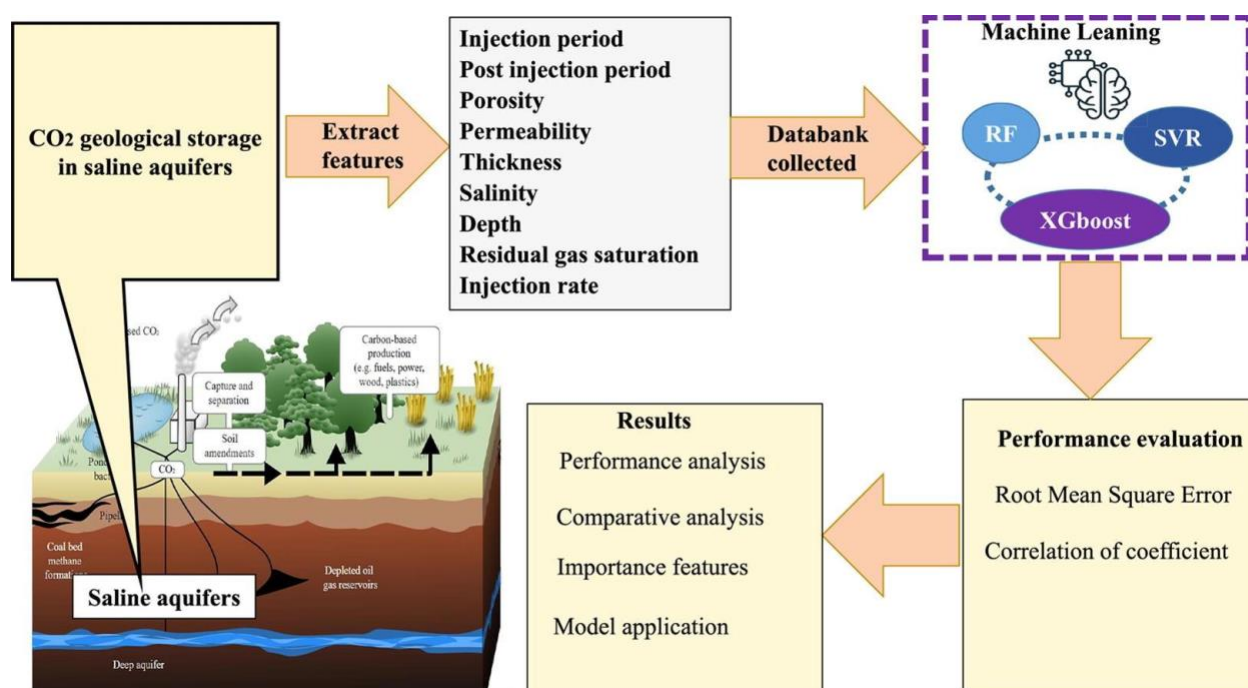 CO2 geological storage
in saline aquifers
Extract
features
Injection period
Post injection period
Porosity
Permeability
Thickness
Salinity
Depth
Residual gas saturation
Injection rate
Databank
collected
Machine Leaning
RF
SVR
XGboost
Performance evaluation
Root Mean Square Error
Correlation of coefficient
Results
Performance analysis
Comparative analysis
Importance features
Model application
CO2
Carbon-based
production
(e.g. fuels, power,
wood, plastics)
Capture and
separation
Soil
amendments
CO2
Coal bed
methane
Depleted oil
gas reservoirs
Saline aquifers
Deep aquifer